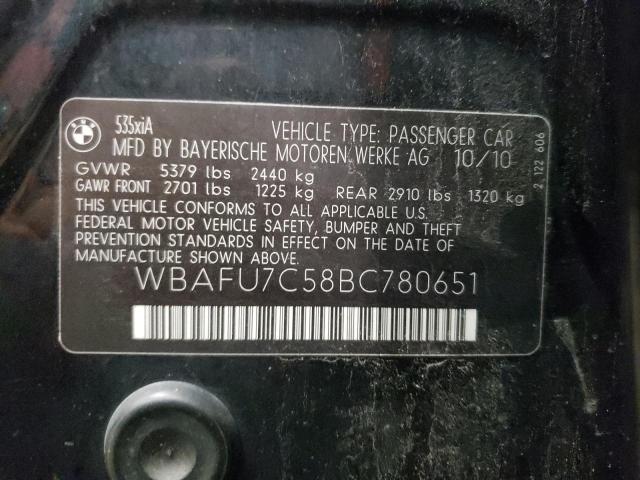 BMW
535xiA
VEHICLE TYPE: PASSENGER CAR
MFD BY BAYERISCHE MOTOREN WERKE AG 10/10
GVWR 5379 lbs 2440 kg
GAWR FRONT 2701 lbs 1225 kg REAR 2910 lbs 1320 kg
THIS VEHICLE CONFORMS TO ALL APPLICABLE U.S.
FEDERAL MOTOR VEHICLE SAFETY, BUMPER AND THEFT
PREVENTION STANDARDS IN EFFECT ON THE DATE OF
MANUFACTURE SHOWN ABOVE.
WBAFU7C58BC780651
2 122 606